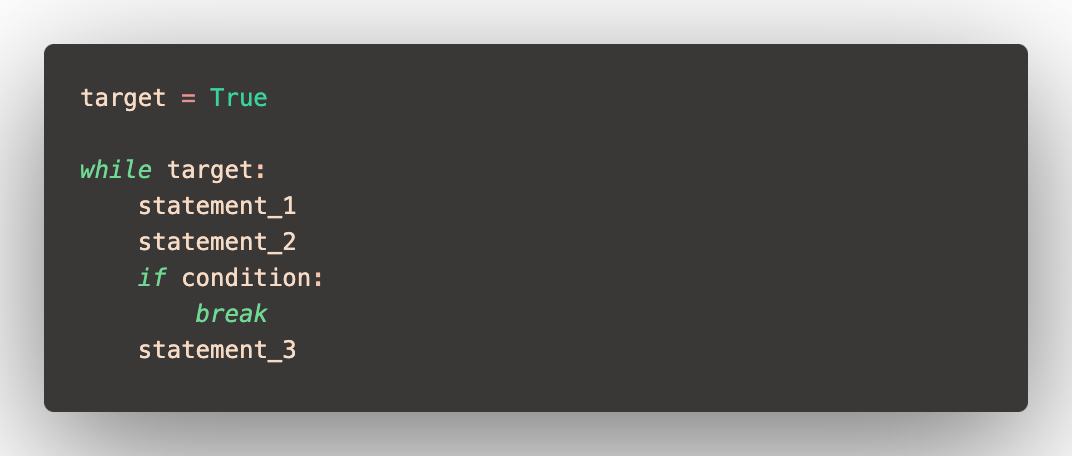 target = True

while target:
    statement_1
    statement_2
    if condition:
        break
    statement_3